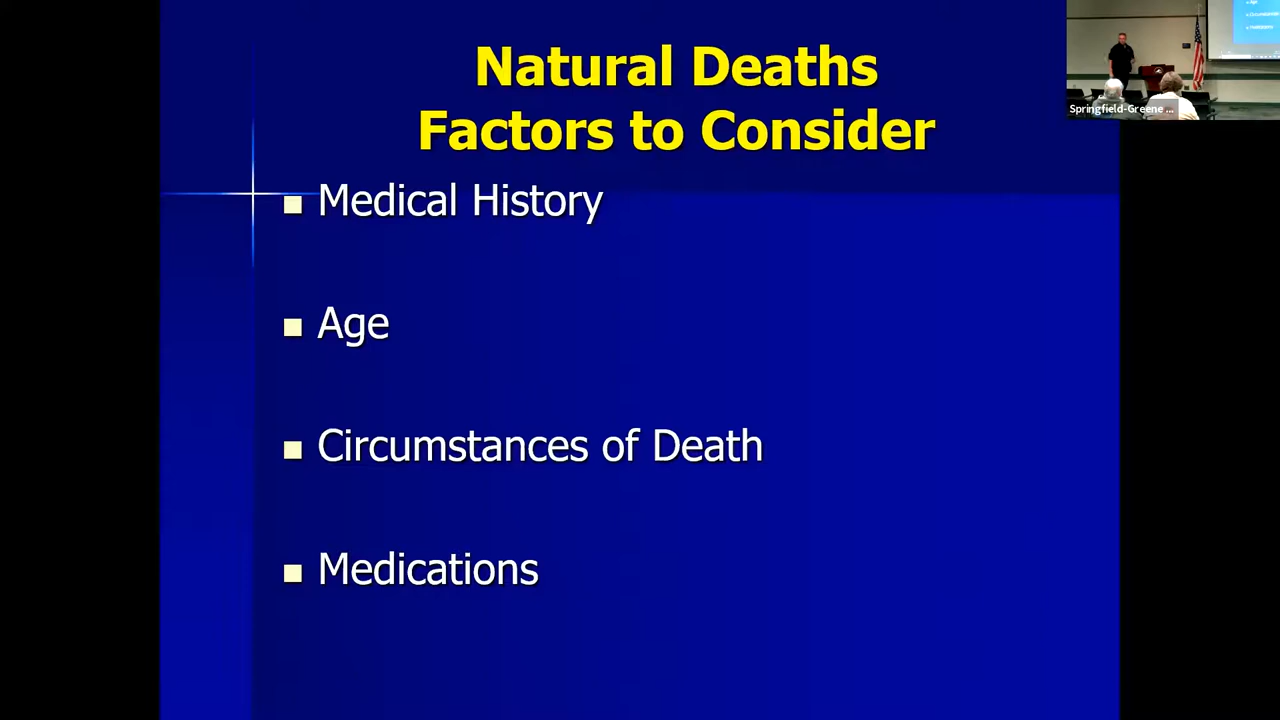 Natural Deaths
Factors to Consider
Medical History
Age
Circumstances of Death
Medications
Springfield-Greene ...